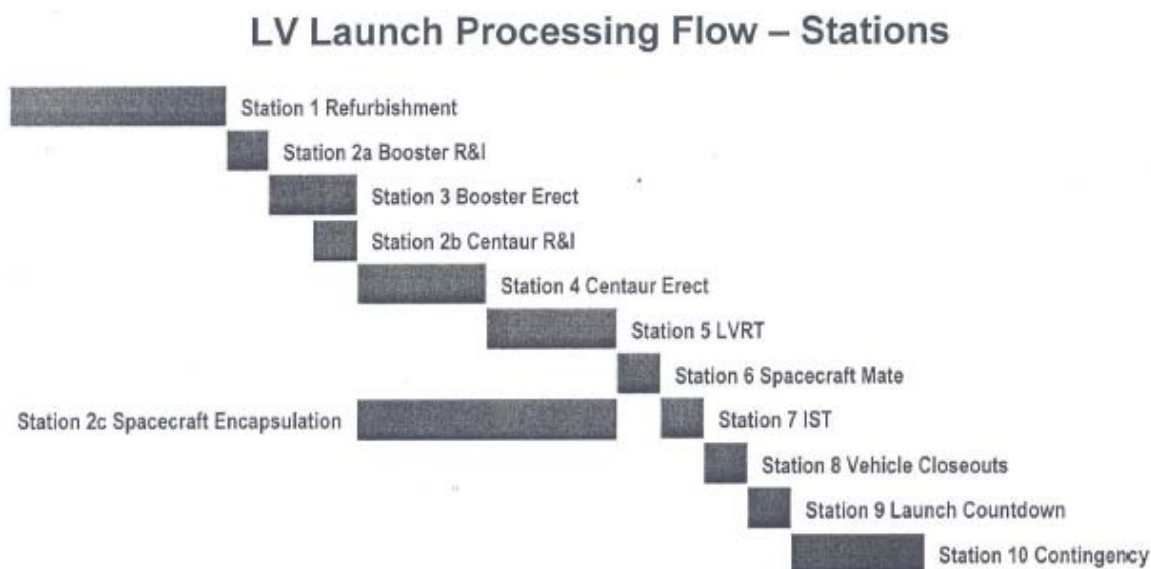 LV Launch Processing Flow – Stations
Station 1 Refurbishment
Station 2a Booster R&I
Station 3 Booster Erect
Station 2b Centaur R&I
Station 4 Centaur Erect
Station 5 LVRT
Station 6 Spacecraft Mate
Station 2c Spacecraft Encapsulation
Station 7 IST
Station 8 Vehicle Closeouts
Station 9 Launch Countdown
Station 10 Contingency